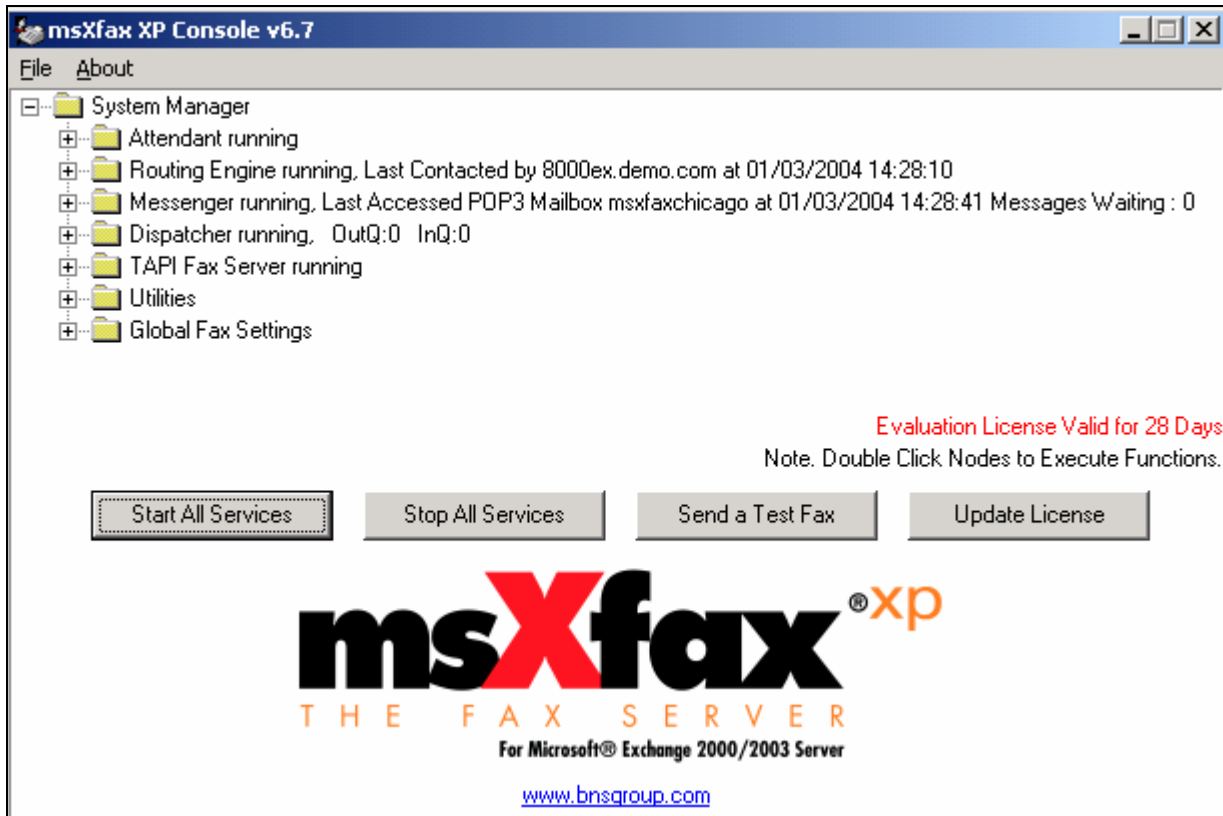 msXfax XP Console v6.7
File About
System Manager
Attendant running
Routing Engine running, Last Contacted by 8000ex.demo.com at 01/03/2004 14:28:10
Messenger running, Last Accessed POP3 Mailbox msxfaxchicago at 01/03/2004 14:28:41 Messages Waiting : 0
Dispatcher running, OutQ:0 InQ:0
TAPI Fax Server running
Utilities
Global Fax Settings
Evaluation License Valid for 28 Days
Note. Double Click Nodes to Execute Functions.
Start All Services Stop All Services Send a Test Fax Update License
msXfax ® xp
THE FAX SERVER
For Microsoft® Exchange 2000/2003 Server
www.bnsgroup.com